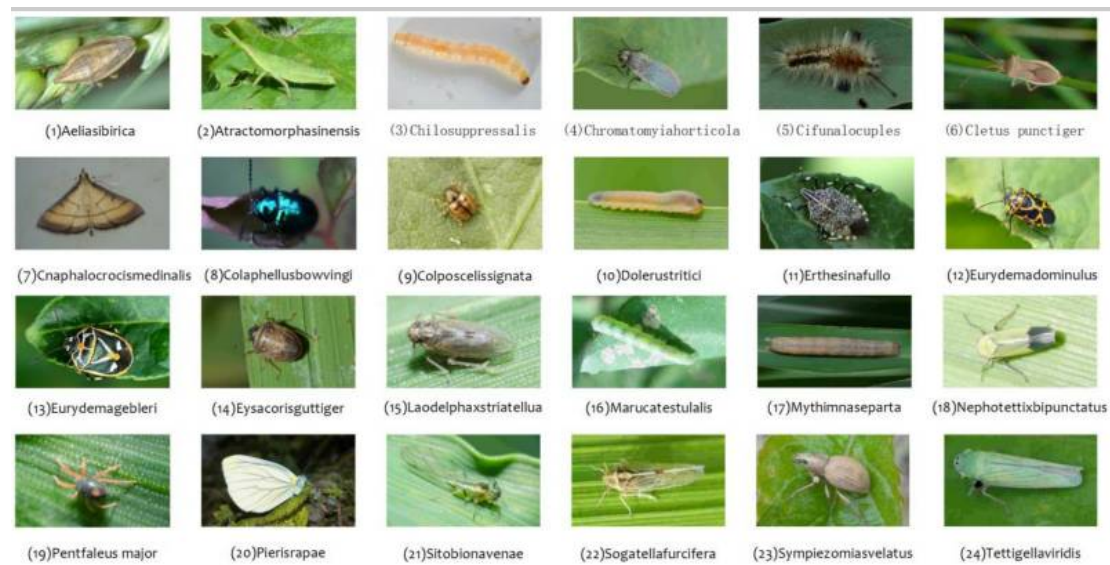 (1)Aeliasibirica
(2)Atractomorphasinensis
(3)Chilosuppressalis
(4)Chromatomyiahorticola
(5)Cifunalocuples
(6)Cletus punctiger
(7)Cnaphalocrocismedinalis
(8)Colaphellusbowvingi
(9)Colposcelissignata
(10)Dolerustritici
(11)Erthesinafullo
(12)Eurydemadominulus
(13)Eurydemagebleri
(14)Eysacorisguttiger
(15)Laodelphaxstriatellua
(16)Marucatestulalis
(17)Mythimnaseparta
(18)Nephotettixbipunctatus
(19)Pentfaleus major
(20)Pierisrapae
(21)Sitobionavenae
(22)Sogatellafurcifera
(23)Sympiezomiasvelatus
(24)Tettigellaviridis